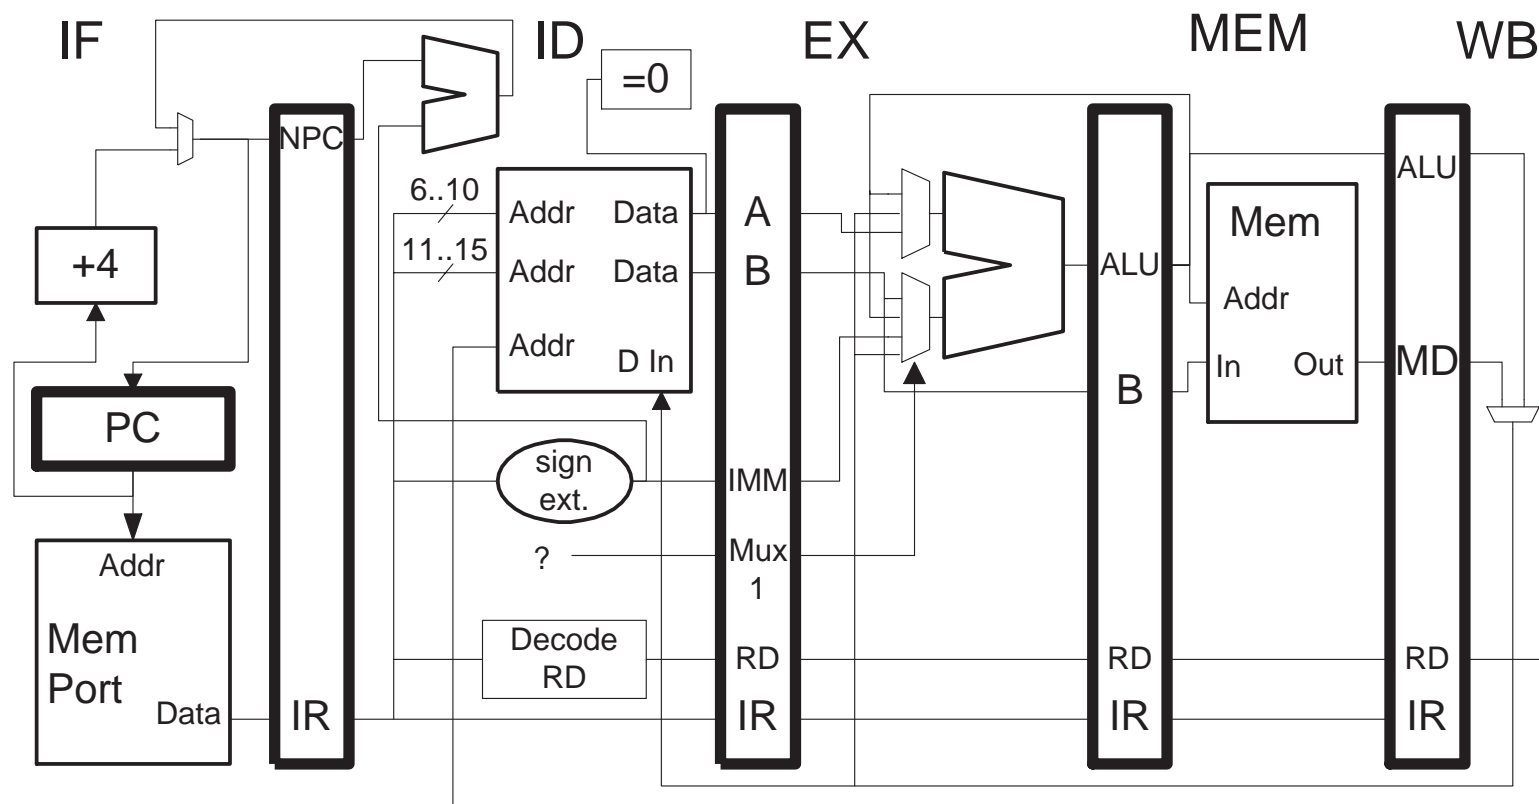 IF
ID
EX
MEM
WB
=0
NPC
+4
PC
Addr
Mem
Port
Data
IR
6..10
11..15
Addr
Data
Addr
Data
Addr
D In
sign
ext.
?
Decode
RD
A
B
IMM
Mux
1
RD
IR
ALU
B
RD
IR
Mem
Addr
In
Out
ALU
MD
RD
IR